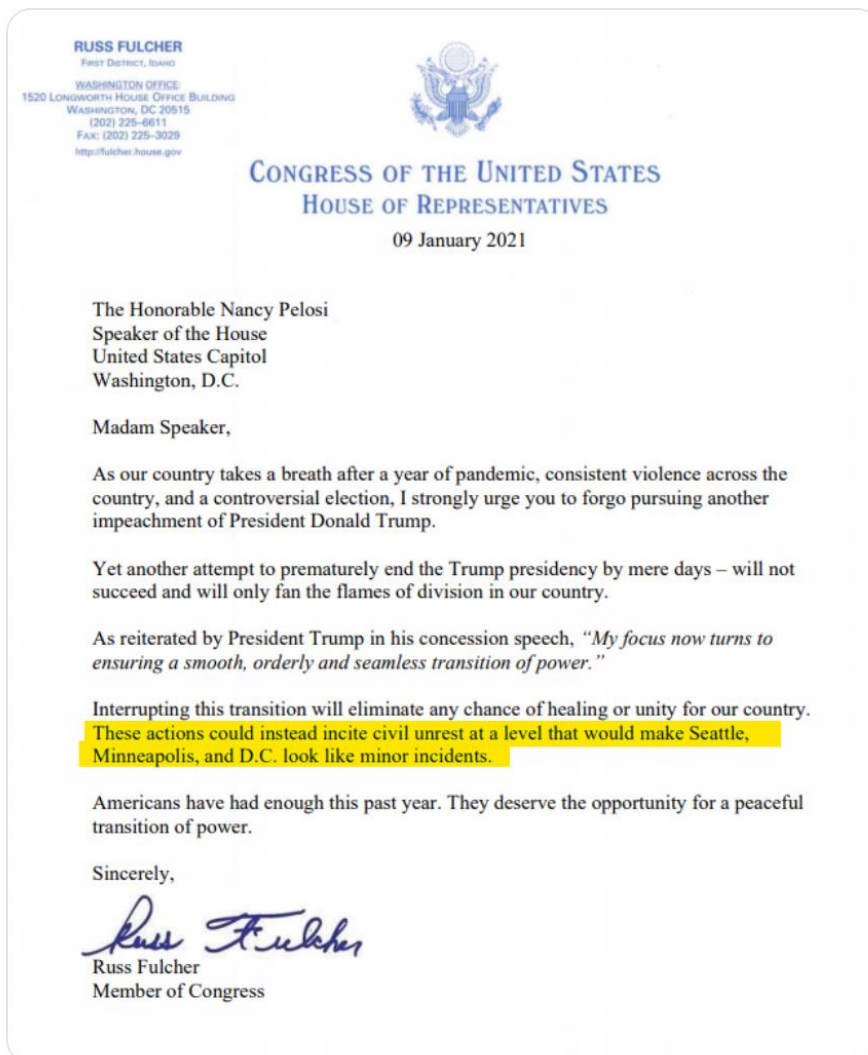 RUSS FULCHER
FIRST DISTRICT, IDAHO
WASHINGTON OFFICE:
1520 LONGWORTH HOUSE OFFICE BUILDING
WASHINGTON, DC 20515
(202) 225-6611
FAX: (202) 225-3029
http://fulcher.house.gov
CONGRESS OF THE UNITED STATES
HOUSE OF REPRESENTATIVES
09 January 2021
The Honorable Nancy Pelosi
Speaker of the House
United States Capitol
Washington, D.C.
Madam Speaker,
As our country takes a breath after a year of pandemic, consistent violence across the
country, and a controversial election, I strongly urge you to forgo pursuing another
impeachment of President Donald Trump.
Yet another attempt to prematurely end the Trump presidency by mere days – will not
succeed and will only fan the flames of division in our country.
As reiterated by President Trump in his concession speech, “My focus now turns to
ensuring a smooth, orderly and seamless transition of power.”
Interrupting this transition will eliminate any chance of healing or unity for our country.
These actions could instead incite civil unrest at a level that would make Seattle,
Minneapolis, and D.C. look like minor incidents.
Americans have had enough this past year. They deserve the opportunity for a peaceful
transition of power.
Sincerely,
Russ Fulcher
Russ Fulcher
Member of Congress